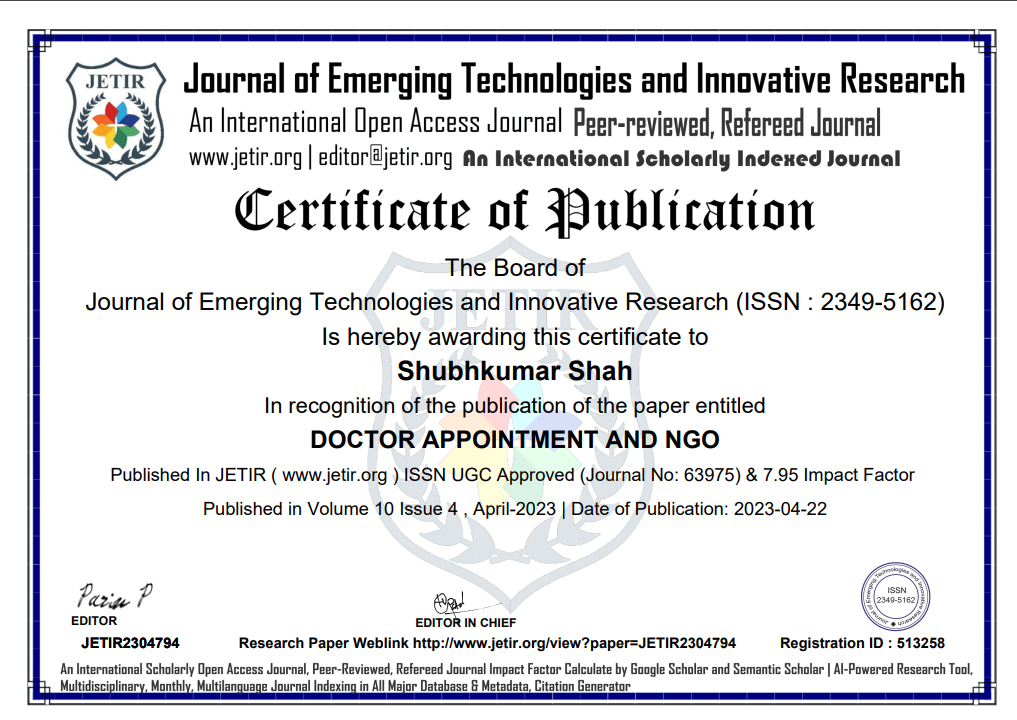 JETIR
Journal of Emerging Technologies and Innovative Research
An International Open Access Journal Peer-reviewed, Refereed Journal
www.jetir.org | editor@jetir.org An International Scholarly Indexed Journal
Certificate of Publication
JETIR
The Board of
Journal of Emerging Technologies and Innovative Research (ISSN : 2349-5162)
Is hereby awarding this certificate to
Shubhkumar Shah
In recognition of the publication of the paper entitled
DOCTOR APPOINTMENT AND NGO
Published In JETIR ( www.jetir.org ) ISSN UGC Approved (Journal No: 63975) & 7.95 Impact Factor
Published in Volume 10 Issue 4 , April-2023 | Date of Publication: 2023-04-22
Paria P
EDITOR
EDITOR IN CHIEF
Journal of Emerging Technologies and Innovative Research
ISSN
2349-5162
JETIR2304794 Research Paper Weblink http://www.jetir.org/view?paper=JETIR2304794 Registration ID : 513258
An International Scholarly Open Access Journal, Peer-Reviewed, Refereed Journal Impact Factor Calculate by Google Scholar and Semantic Scholar | AI-Powered Research Tool,
Multidisciplinary, Monthly, Multilanguage Journal Indexing in All Major Database & Metadata, Citation Generator